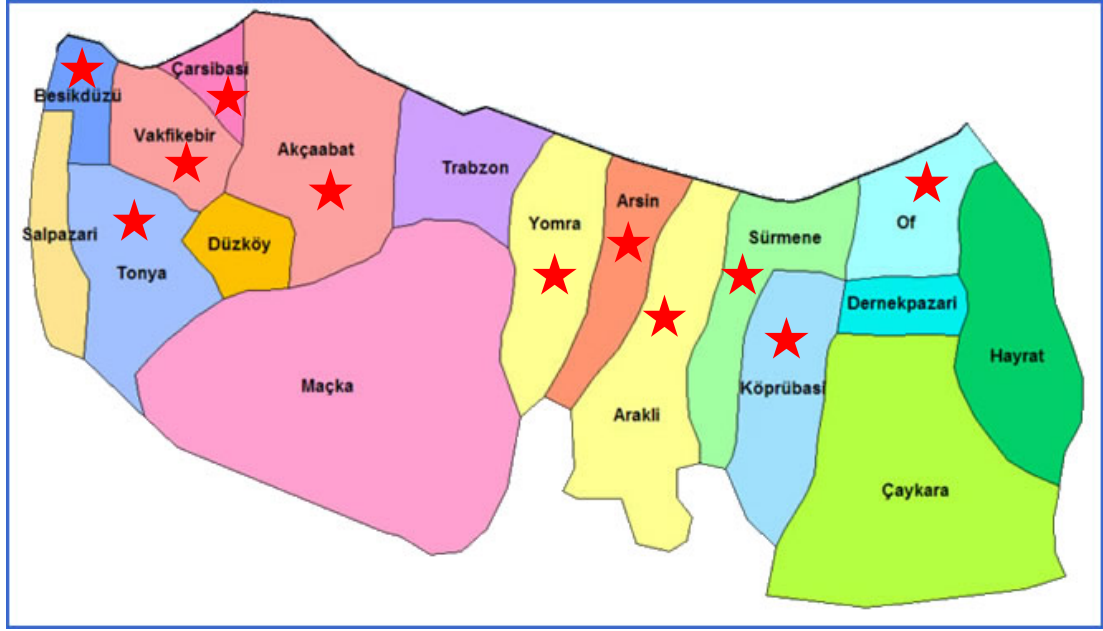 Çarsibasi
Besikdüzü
Vakfikebir
Akçaabat
Trabzon
Salpazari
Tonya
Düzköy
Yomra
Arsin
Sürmene
Of
Dernekpazari
Hayrat
Maçka
Arakli
Köprübasi
Çaykara